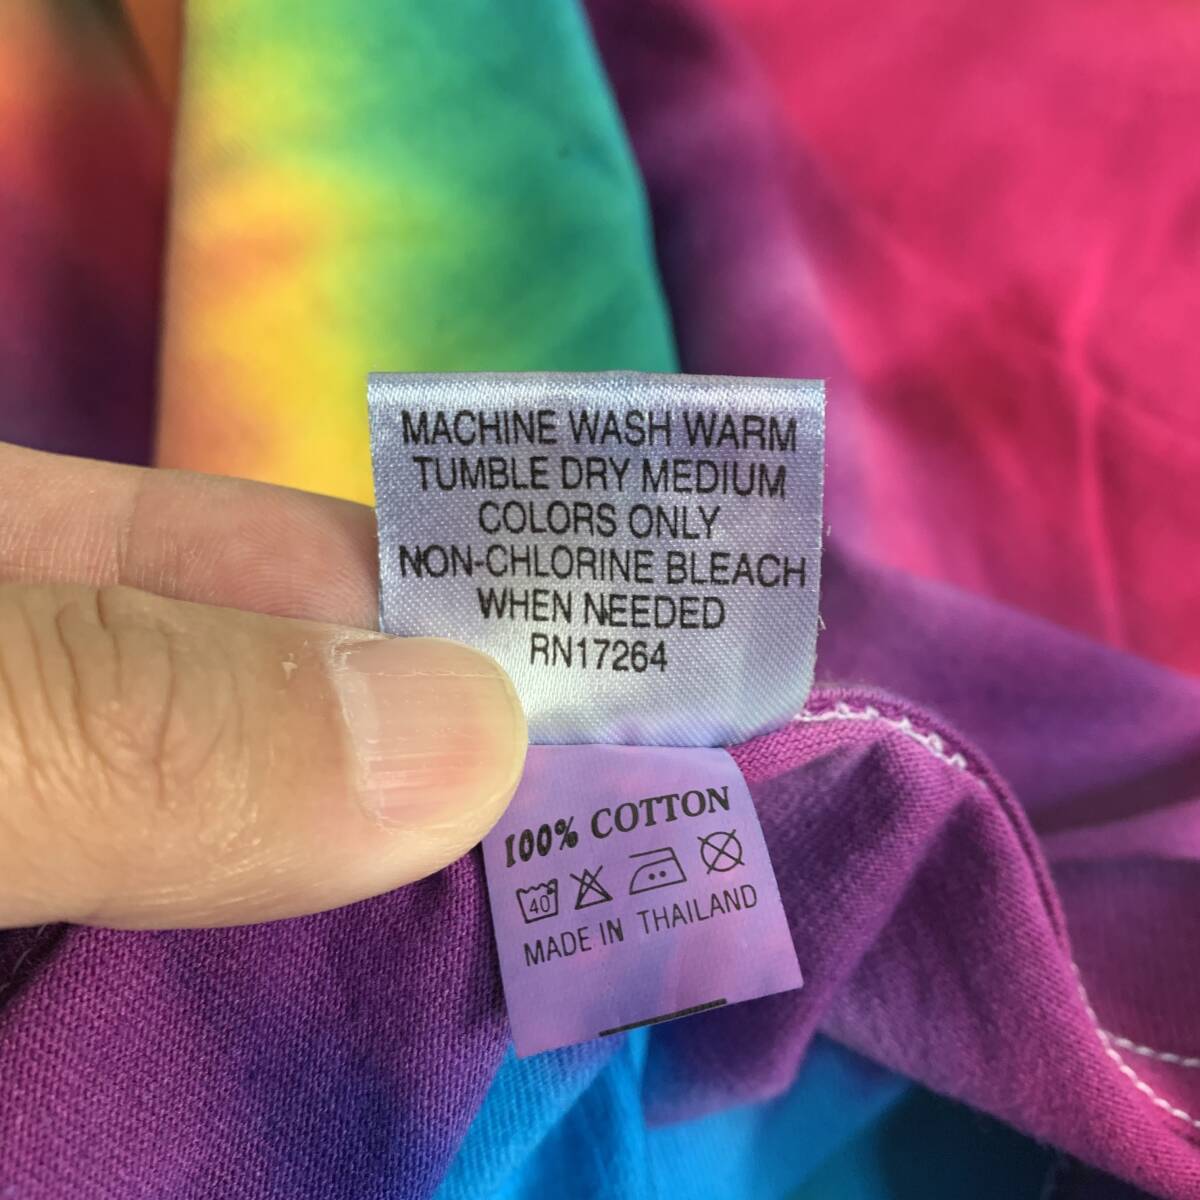 MACHINE WASH WARM
TUMBLE DRY MEDIUM
COLORS ONLY
NON-CHLORINE BLEACH
WHEN NEEDED
RN17264
100% COTTON
40°
MADE IN THAILAND